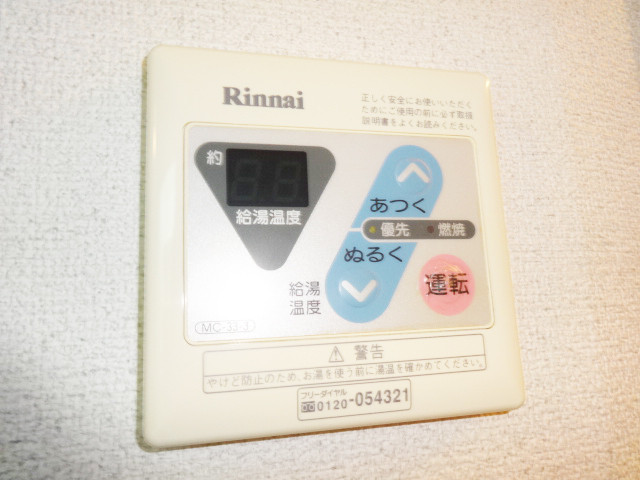 Rinnai
正しく安全にお使いいただく
ためにご使用の前に必ず取扱
説明書をよくお読みください。
約
給湯温度
あつく
優先 燃焼
ぬるく
給湯
温度
運転
警告
やけど防止のため、お湯を使う前に湯温を確かめてください。
フリーダイヤル
0120-054321